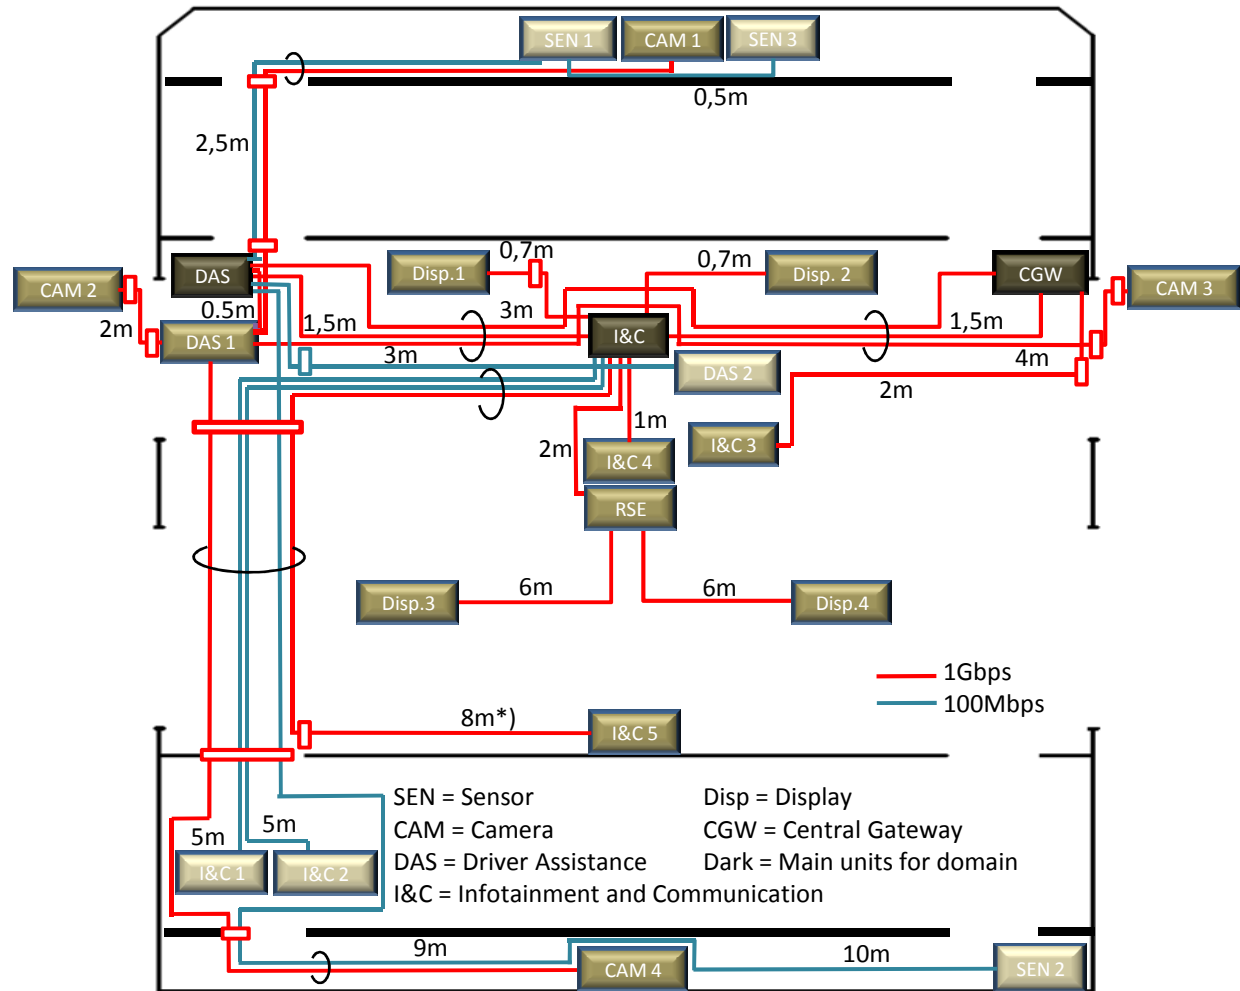 SEN 1 CAM 1 SEN 3
0,5m
2,5m
0,7m 0,7m
DAS Disp.1 Disp. 2 CGW
CAM 2 CAM 3
0.5m 3m
2m 1,5m I&C 1,5m
DAS 1
3m 4m
DAS 2 2m
1m
2m I&C 3
I&C 4
RSE
6m 6m
Disp.3 Disp.4
1Gbps
100Mbps
8m*)
I&C 5
SEN = Sensor Disp = Display
CAM = Camera CGW = Central Gateway
5m 5m
DAS = Driver Assistance Dark = Main units for domain
I&C 1 I&C 2
I&C = Infotainment and Communication
9m 10m
CAM 4 SEN 2